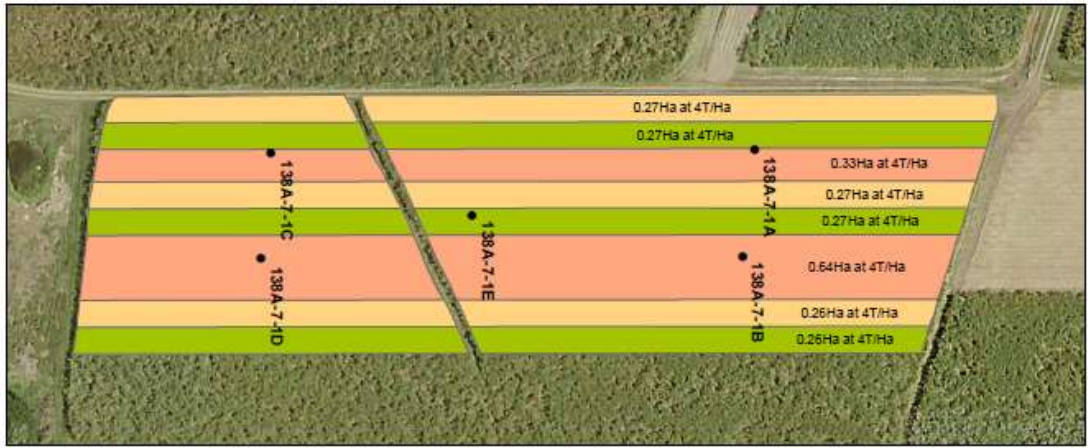 0.27Ha at 4T/Ha
0.27Ha at 4T/Ha
0.33Ha at 4T/Ha
0.27Ha at 4T/Ha
0.27Ha at 4T/Ha
0.64Ha at 4T/Ha
0.26Ha at 4T/Ha
0.26Ha at 4T/Ha
138A-7-1C
138A-7-1A
138A-7-1E
138A-7-1D
138A-7-1B